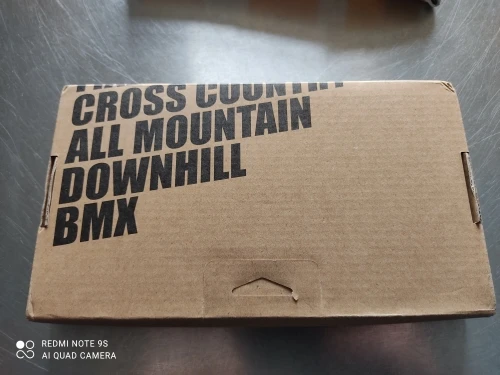 CROSS COUNTRY
ALL MOUNTAIN
DOWNHILL
BMX
REDMI NOTE 9S
AI QUAD CAMERA